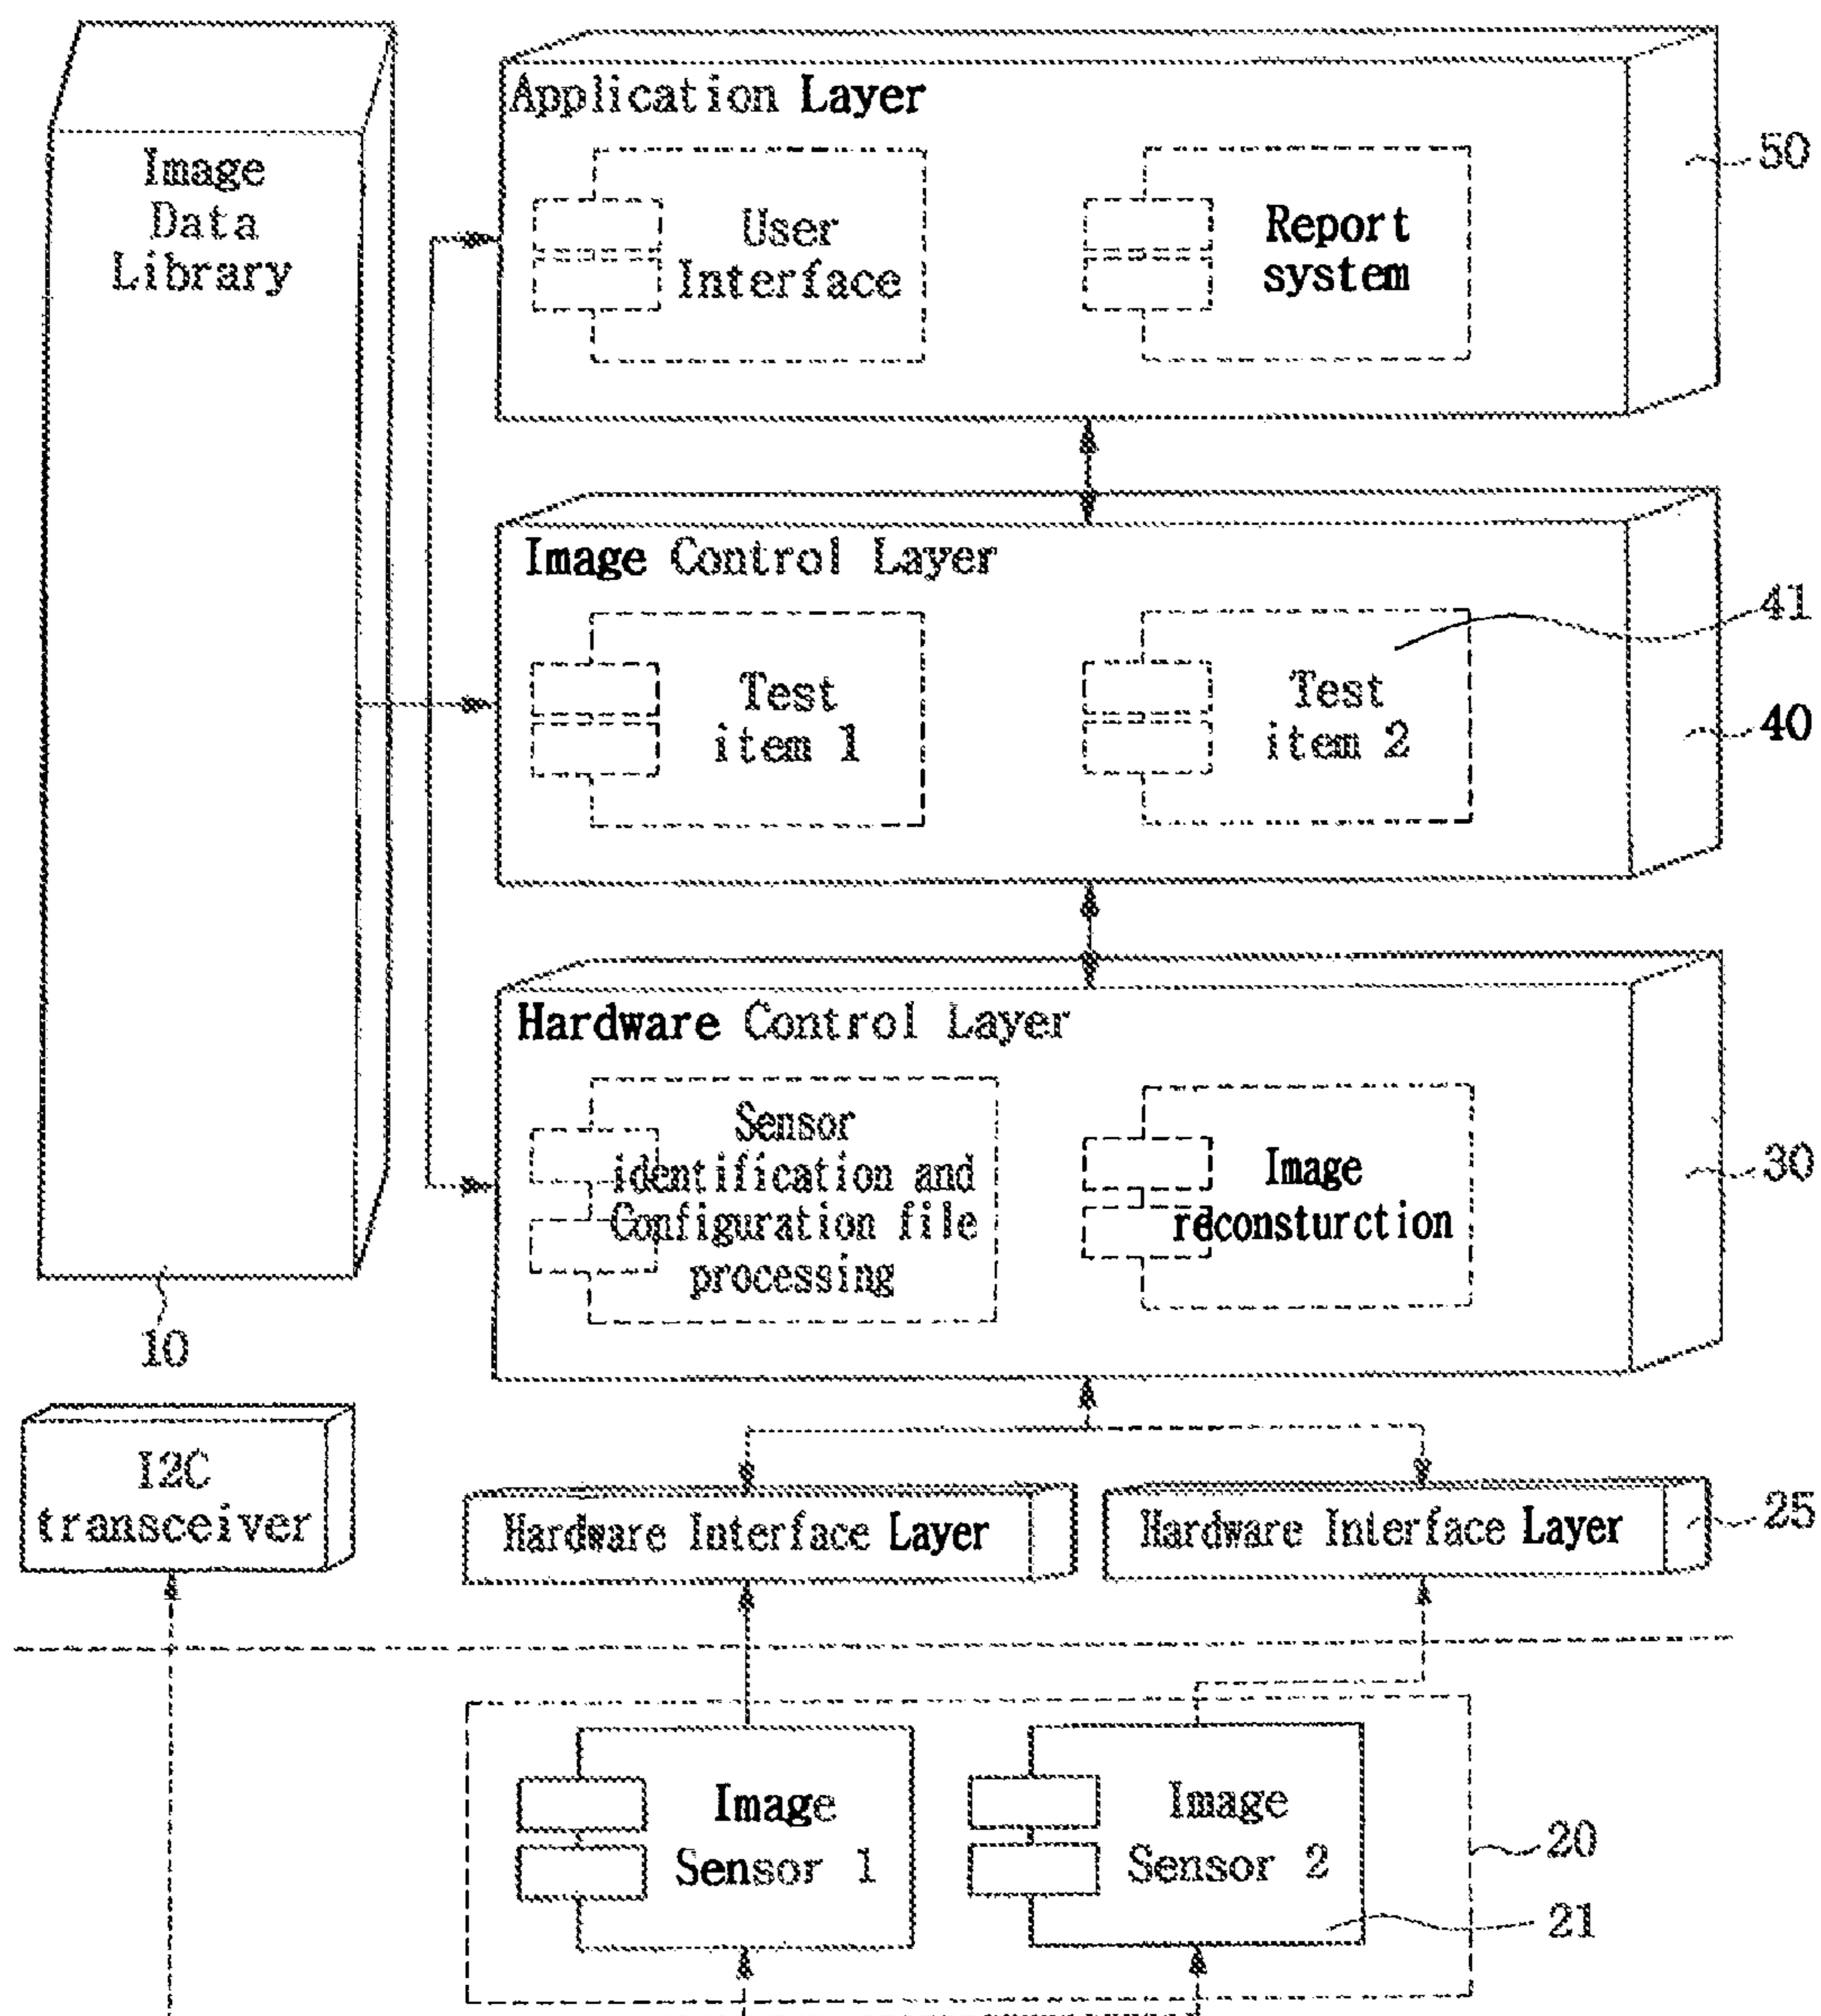 Image
Data
Library
10
Application Layer
User
Interface
Report
system
50
Image Control Layer
Test
item 1
Test
item 2
41
40
Hardware Control Layer
Sensor
identification and
Configuration file
processing
Image
reconsturction
30
I2C
transceiver
Hardware Interface Layer
Hardware Interface Layer
25
Image
Sensor 1
Image
Sensor 2
20
21